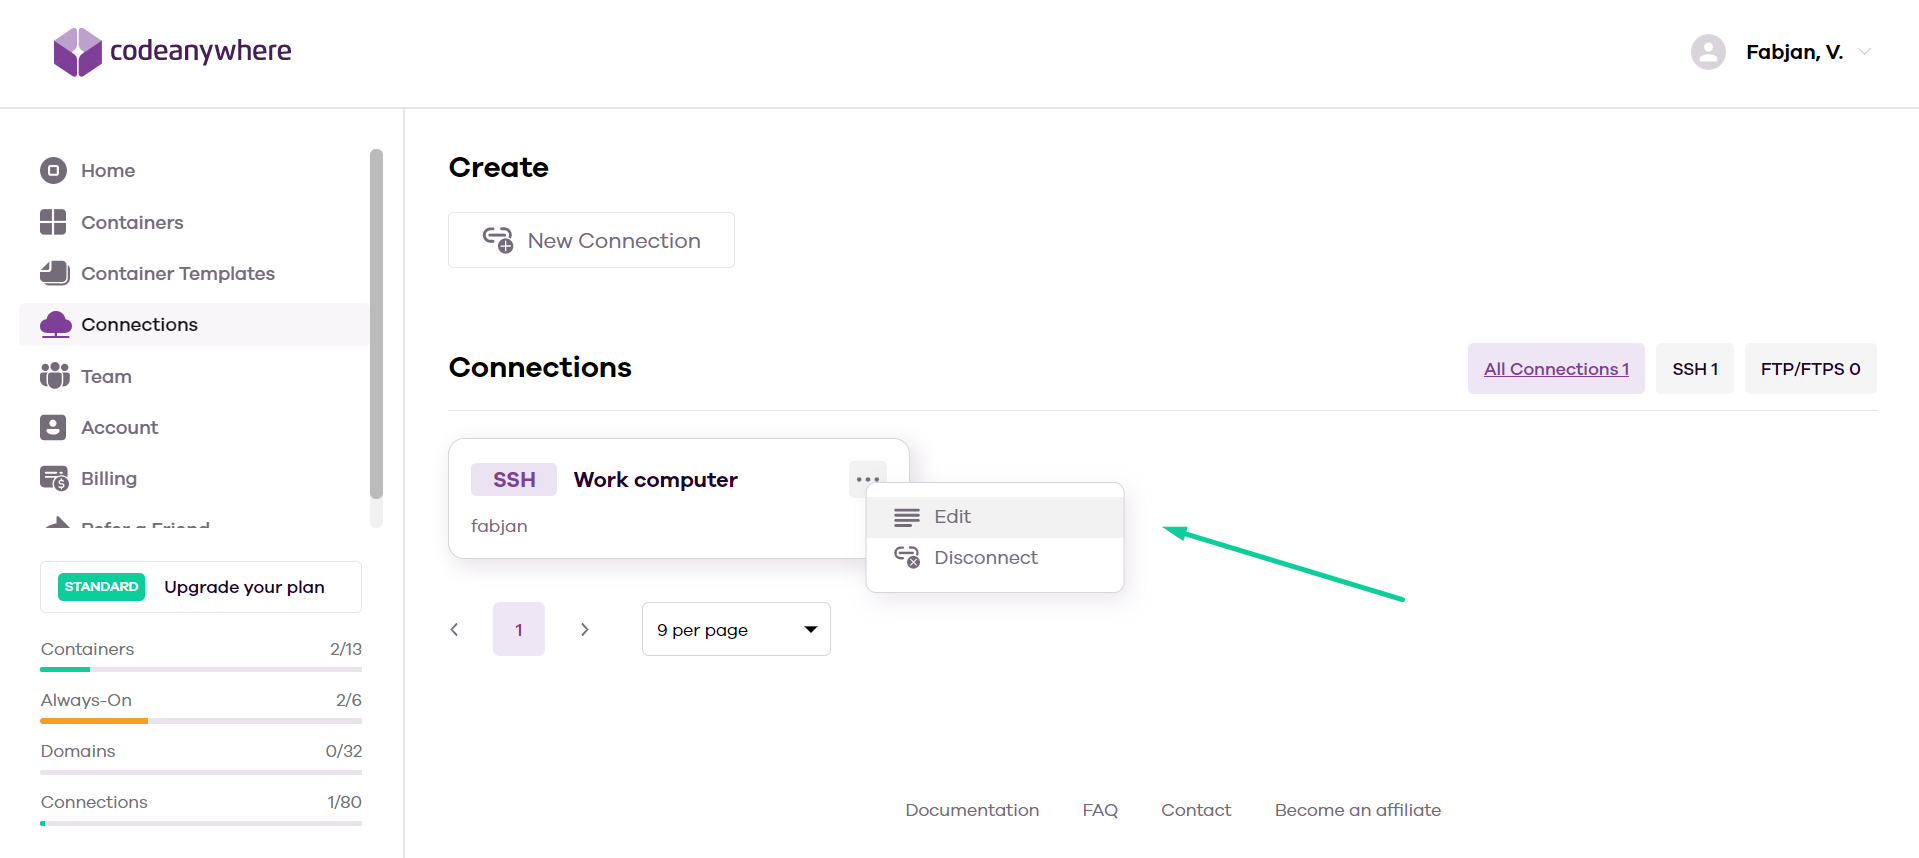 codeanywhere
Fabjan, V.
Home
Containers
Container Templates
Connections
Team
Account
Billing
Refer a Friend
STANDARD Upgrade your plan
Containers 2/13
Always-On 2/6
Domains 0/32
Connections 1/80
Create
New Connection
Connections
All Connections 1 SSH 1 FTP/FTPS 0
SSH Work computer
fabjan
Edit
Disconnect
1 9 per page
Documentation FAQ Contact Become an affiliate